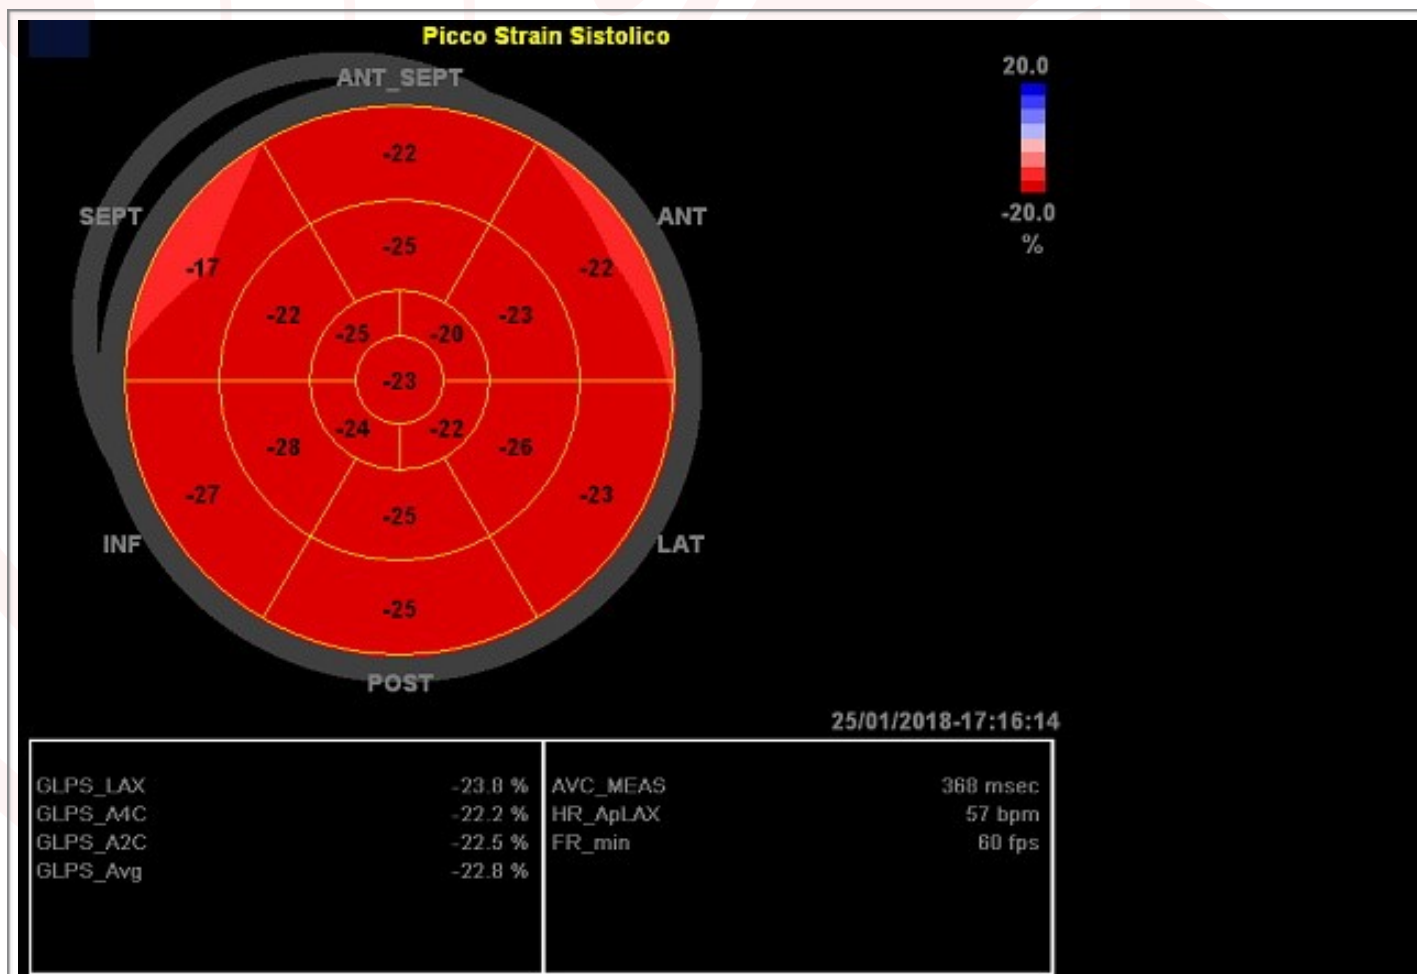 Picco Strain Sistolico
ANT_SEPT
20.0
-22
SEPT
ANT
-20.0
%
-25
-17
-22
-22
-23
-25
-20
-23
-24
-22
-28
-26
-27
-23
-25
INF
LAT
-25
POST
25/01/2018-17:16:14
GLPS_LAX -23.8 %
GLPS_A4C -22.2 %
GLPS_A2C -22.5 %
GLPS_Avg -22.8 %
AVC_MEAS 368 msec
HR_ApLAX 57 bpm
FR_min 60 fps